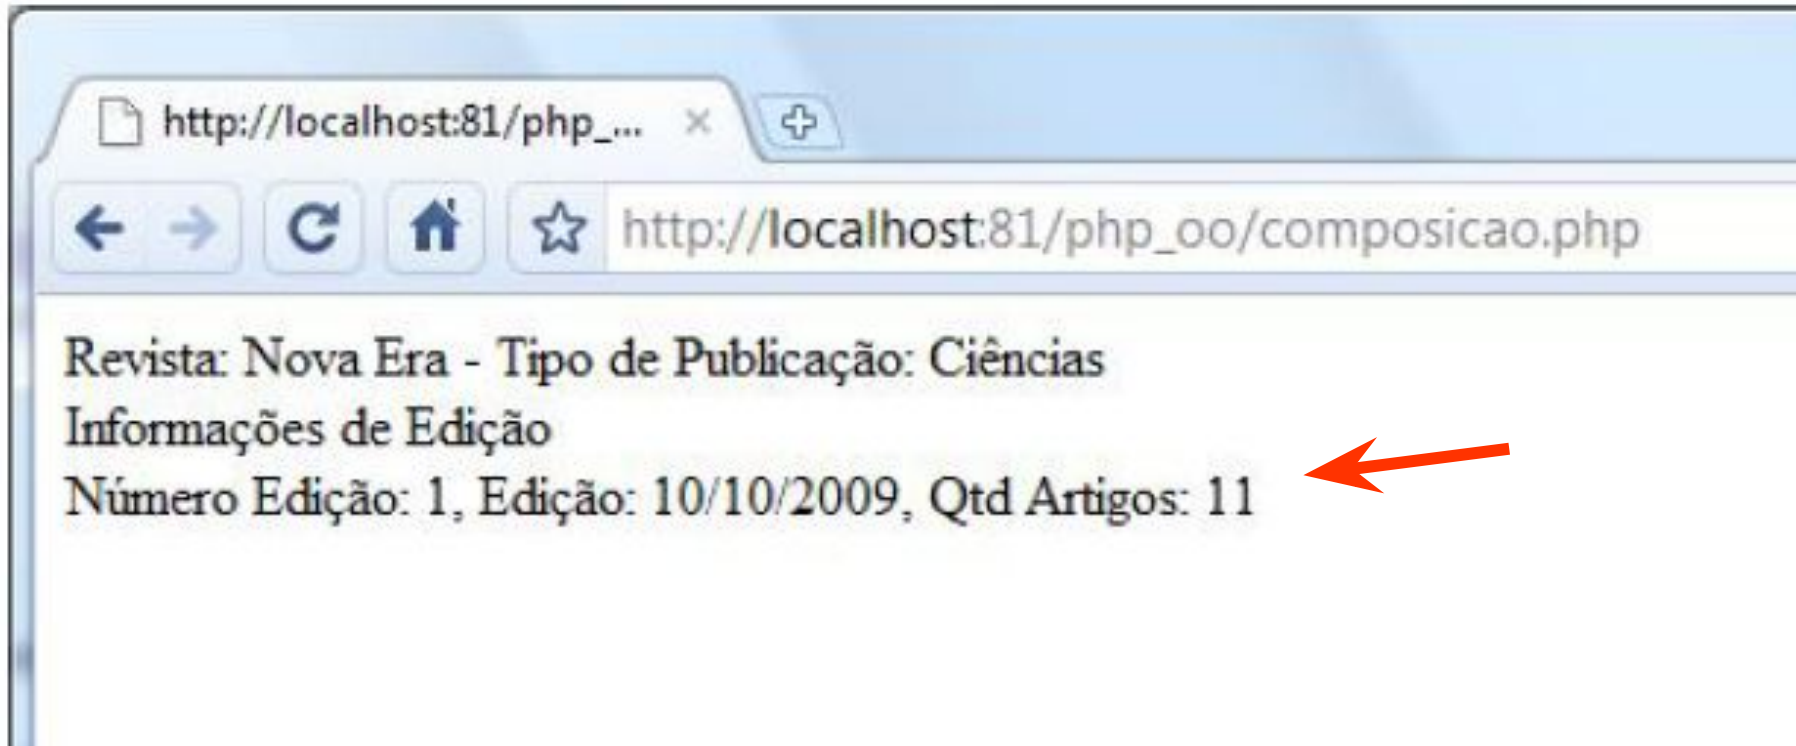 http://localhost:81/php_...
http://localhost:81/php_oo/composicao.php
Revista: Nova Era - Tipo de Publicação: Ciências
Informações de Edição
Número Edição: 1, Edição: 10/10/2009, Qtd Artigos: 11